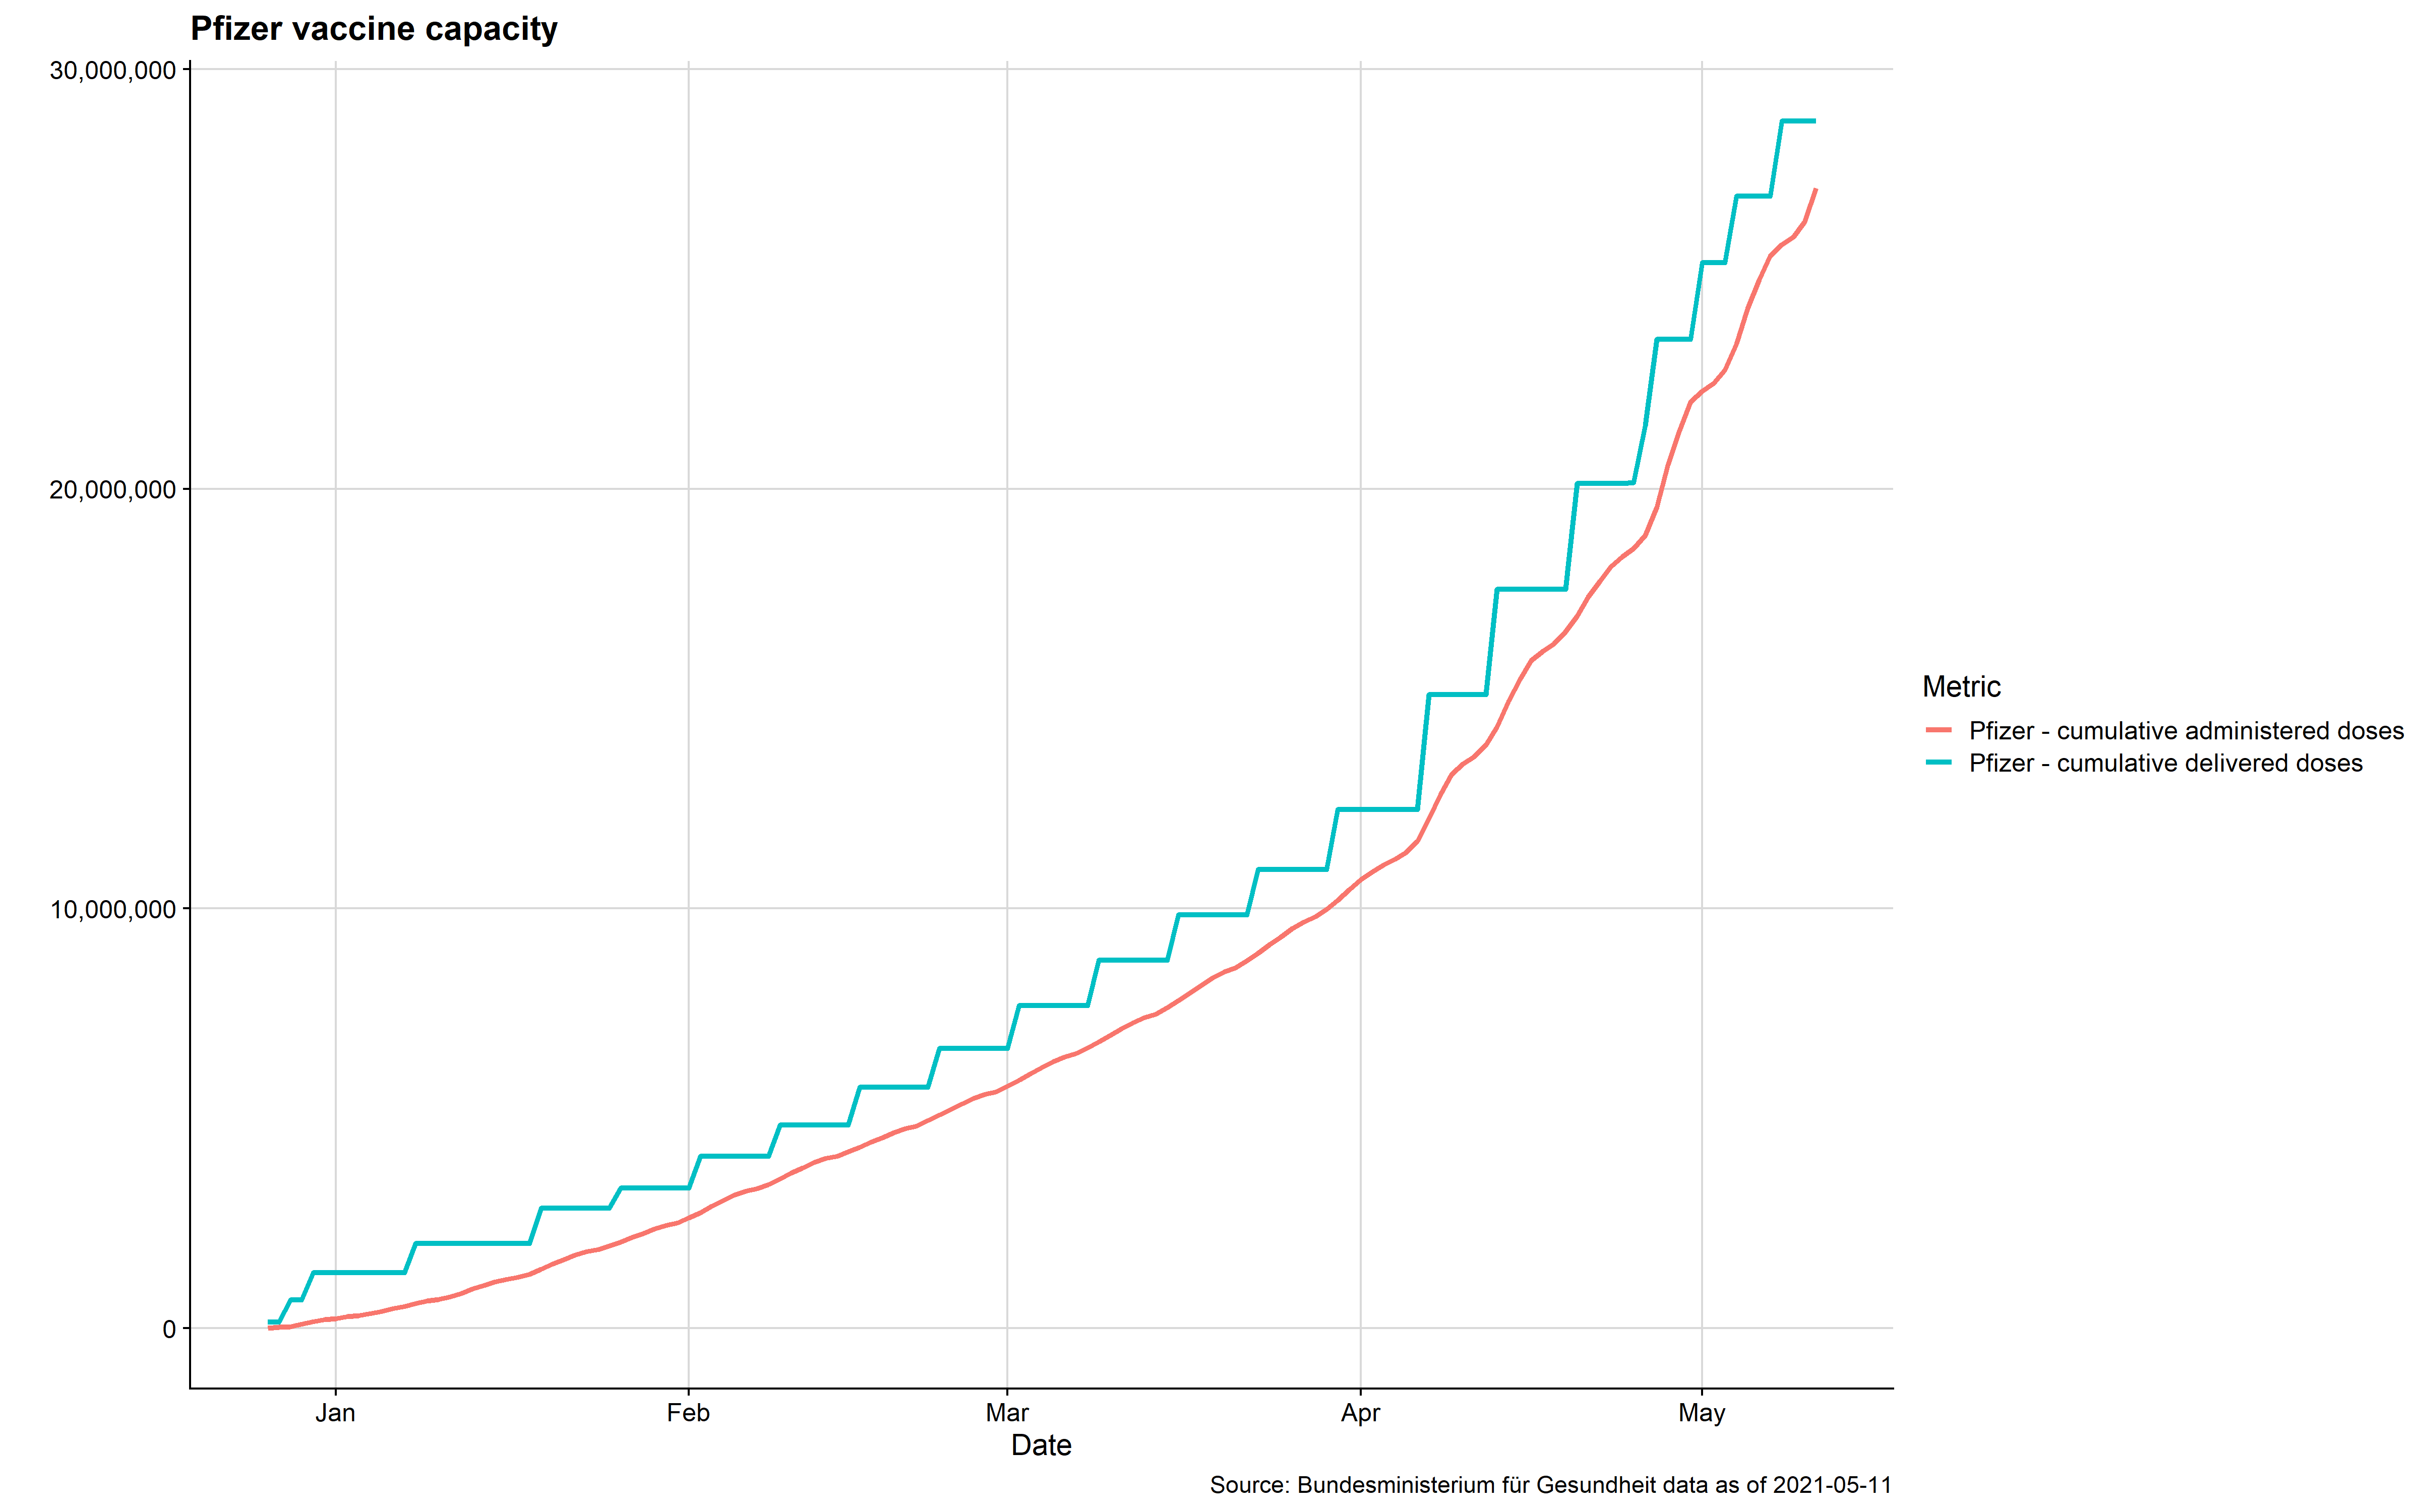 Pfizer vaccine capacity
30,000,000
20,000,000
10,000,000
0
Jan Feb Mar Apr May
Date
Metric
Pfizer - cumulative administered doses
Pfizer - cumulative delivered doses
Source: Bundesministerium für Gesundheit data as of 2021-05-11